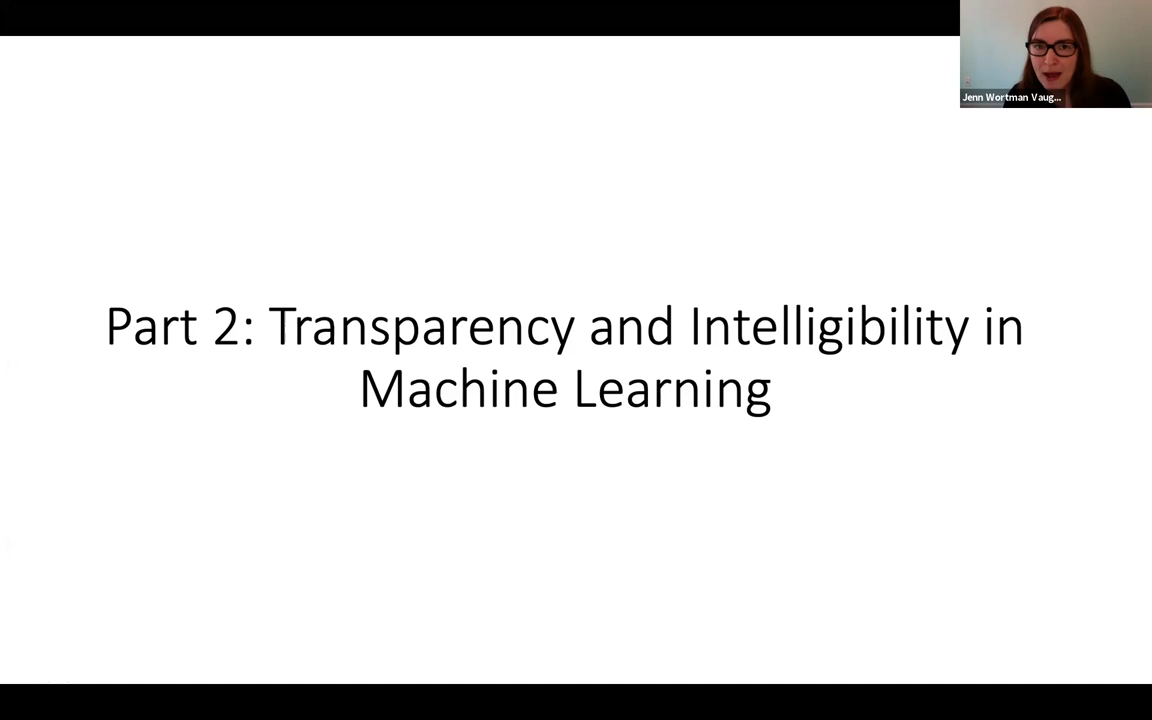 Jenn Wortman Vaug...
Part 2: Transparency and Intelligibility in
Machine Learning